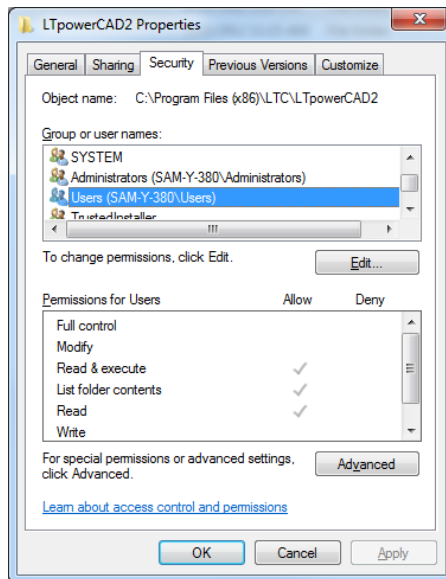 LTpowerCAD2 Properties
General Sharing Security Previous Versions Customize
Object name: C:\Program Files (x86)\LTC\LTpowerCAD2
Group or user names:
SYSTEM
Administrators (SAM-Y-380\Administrators)
Users (SAM-Y-380\Users)
TrustedInstaller
To change permissions, click Edit.
Edit...
Permissions for Users Allow Deny
Full control
Modify
Read & execute
List folder contents
Read
Write
For special permissions or advanced settings,
click Advanced.
Advanced
Learn about access control and permissions
OK Cancel Apply